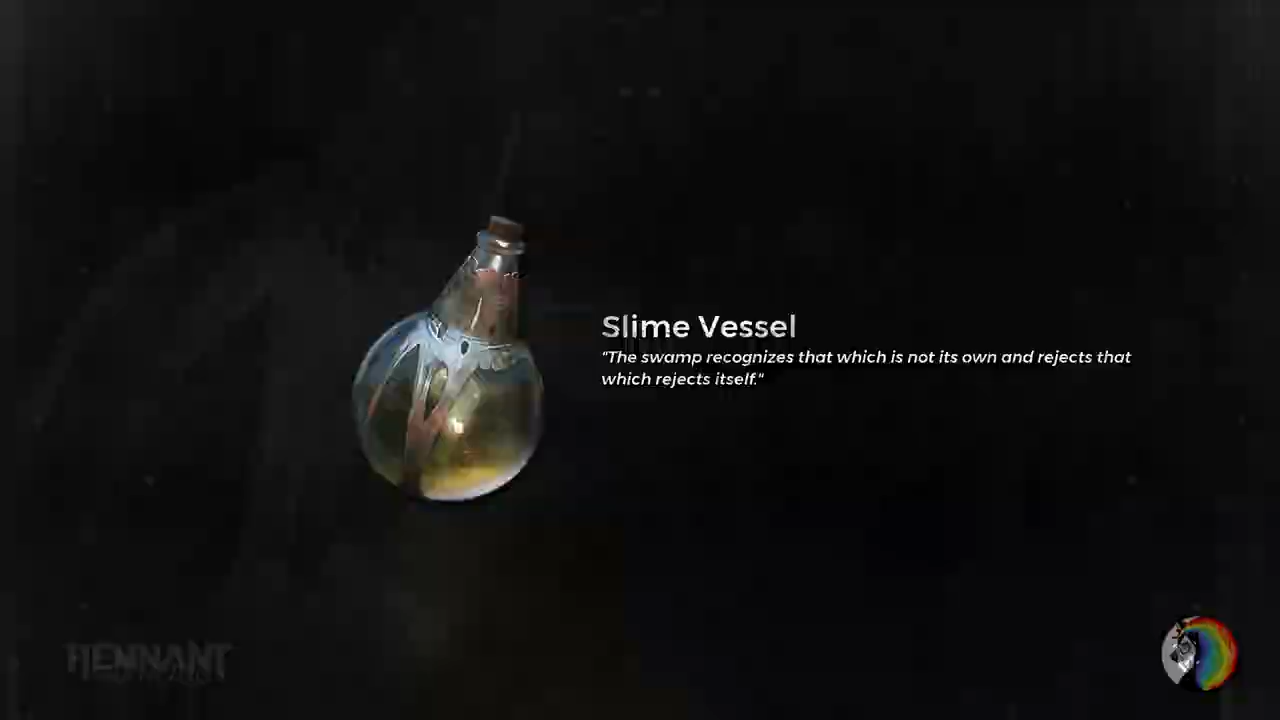 Slime Vessel
"The swamp recognizes that which is not its own and rejects that
which rejects itself."
REMNANT